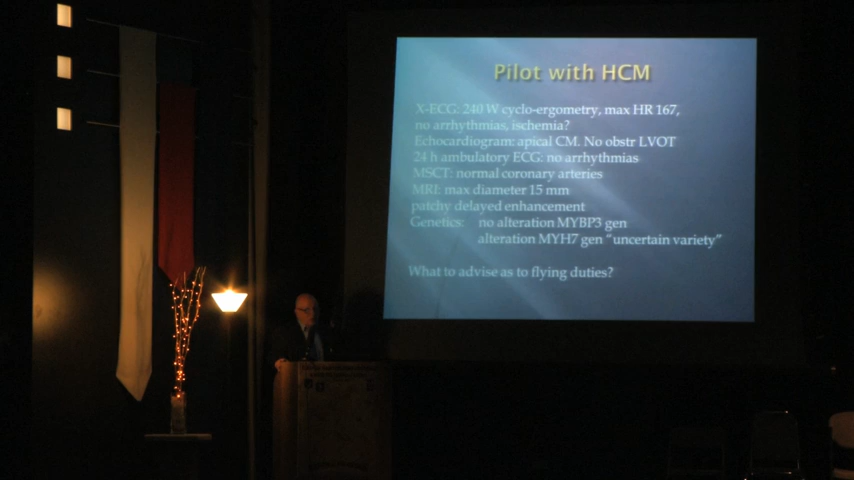 Pilot with HCM
X-ECG: 240 W cyclo-ergometry, max HR 167,
no arrhythmias, ischemia?
Echocardiogram: apical CM. No obstr LVOT
24 h ambulatory ECG: no arrhythmias
MSCT: normal coronary arteries
MRI: max diameter 15 mm
patchy delayed enhancement
Genetics: no alteration MYBP3 gen
alteration MYH7 gen "uncertain variety"
What to advise as to flying duties?